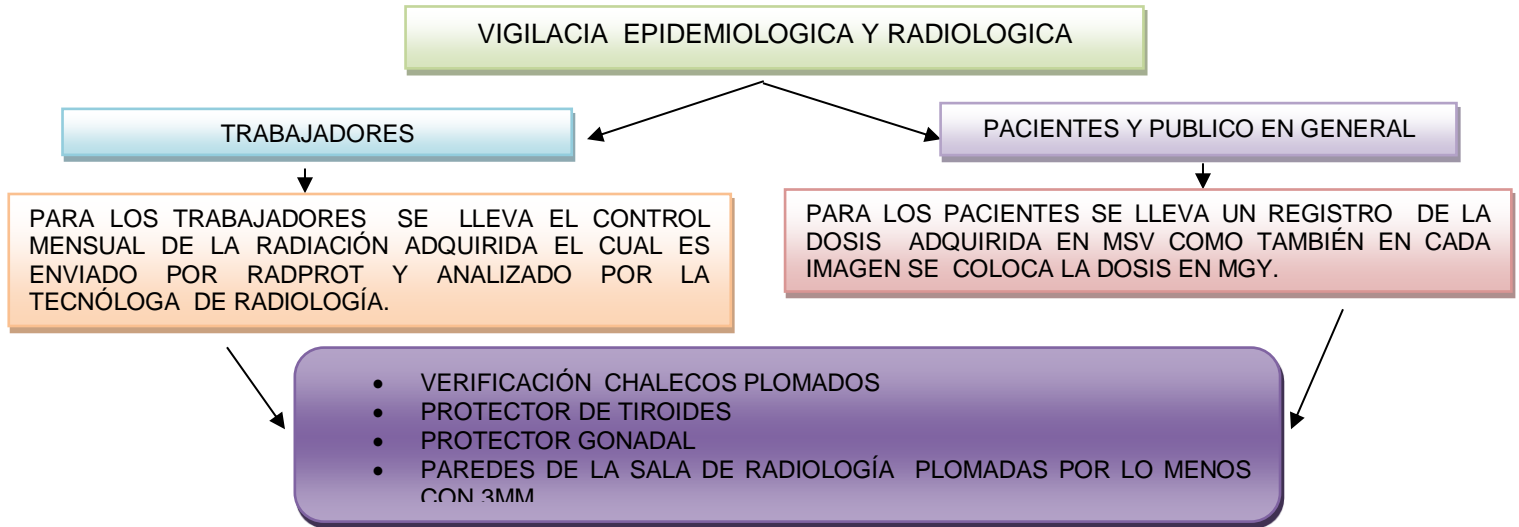 VIGILACIA EPIDEMIOLOGICA Y RADIOLOGICA
TRABAJADORES
PACIENTES Y PUBLICO EN GENERAL
PARA LOS TRABAJADORES SE LLEVA EL CONTROL
MENSUAL DE LA RADIACIÓN ADQUIRIDA EL CUAL ES
ENVIADO POR RADPROT Y ANALIZADO POR LA
TECNÓLOGA DE RADIOLOGÍA.
PARA LOS PACIENTES SE LLEVA UN REGISTRO DE LA
DOSIS ADQUIRIDA EN MSV COMO TAMBIÉN EN CADA
IMAGEN SE COLOCA LA DOSIS EN MGY.
• VERIFICACIÓN CHALECOS PLOMADOS
• PROTECTOR DE TIROIDES
• PROTECTOR GONADAL
• PAREDES DE LA SALA DE RADIOLOGÍA PLOMADAS POR LO MENOS
CON 3MM